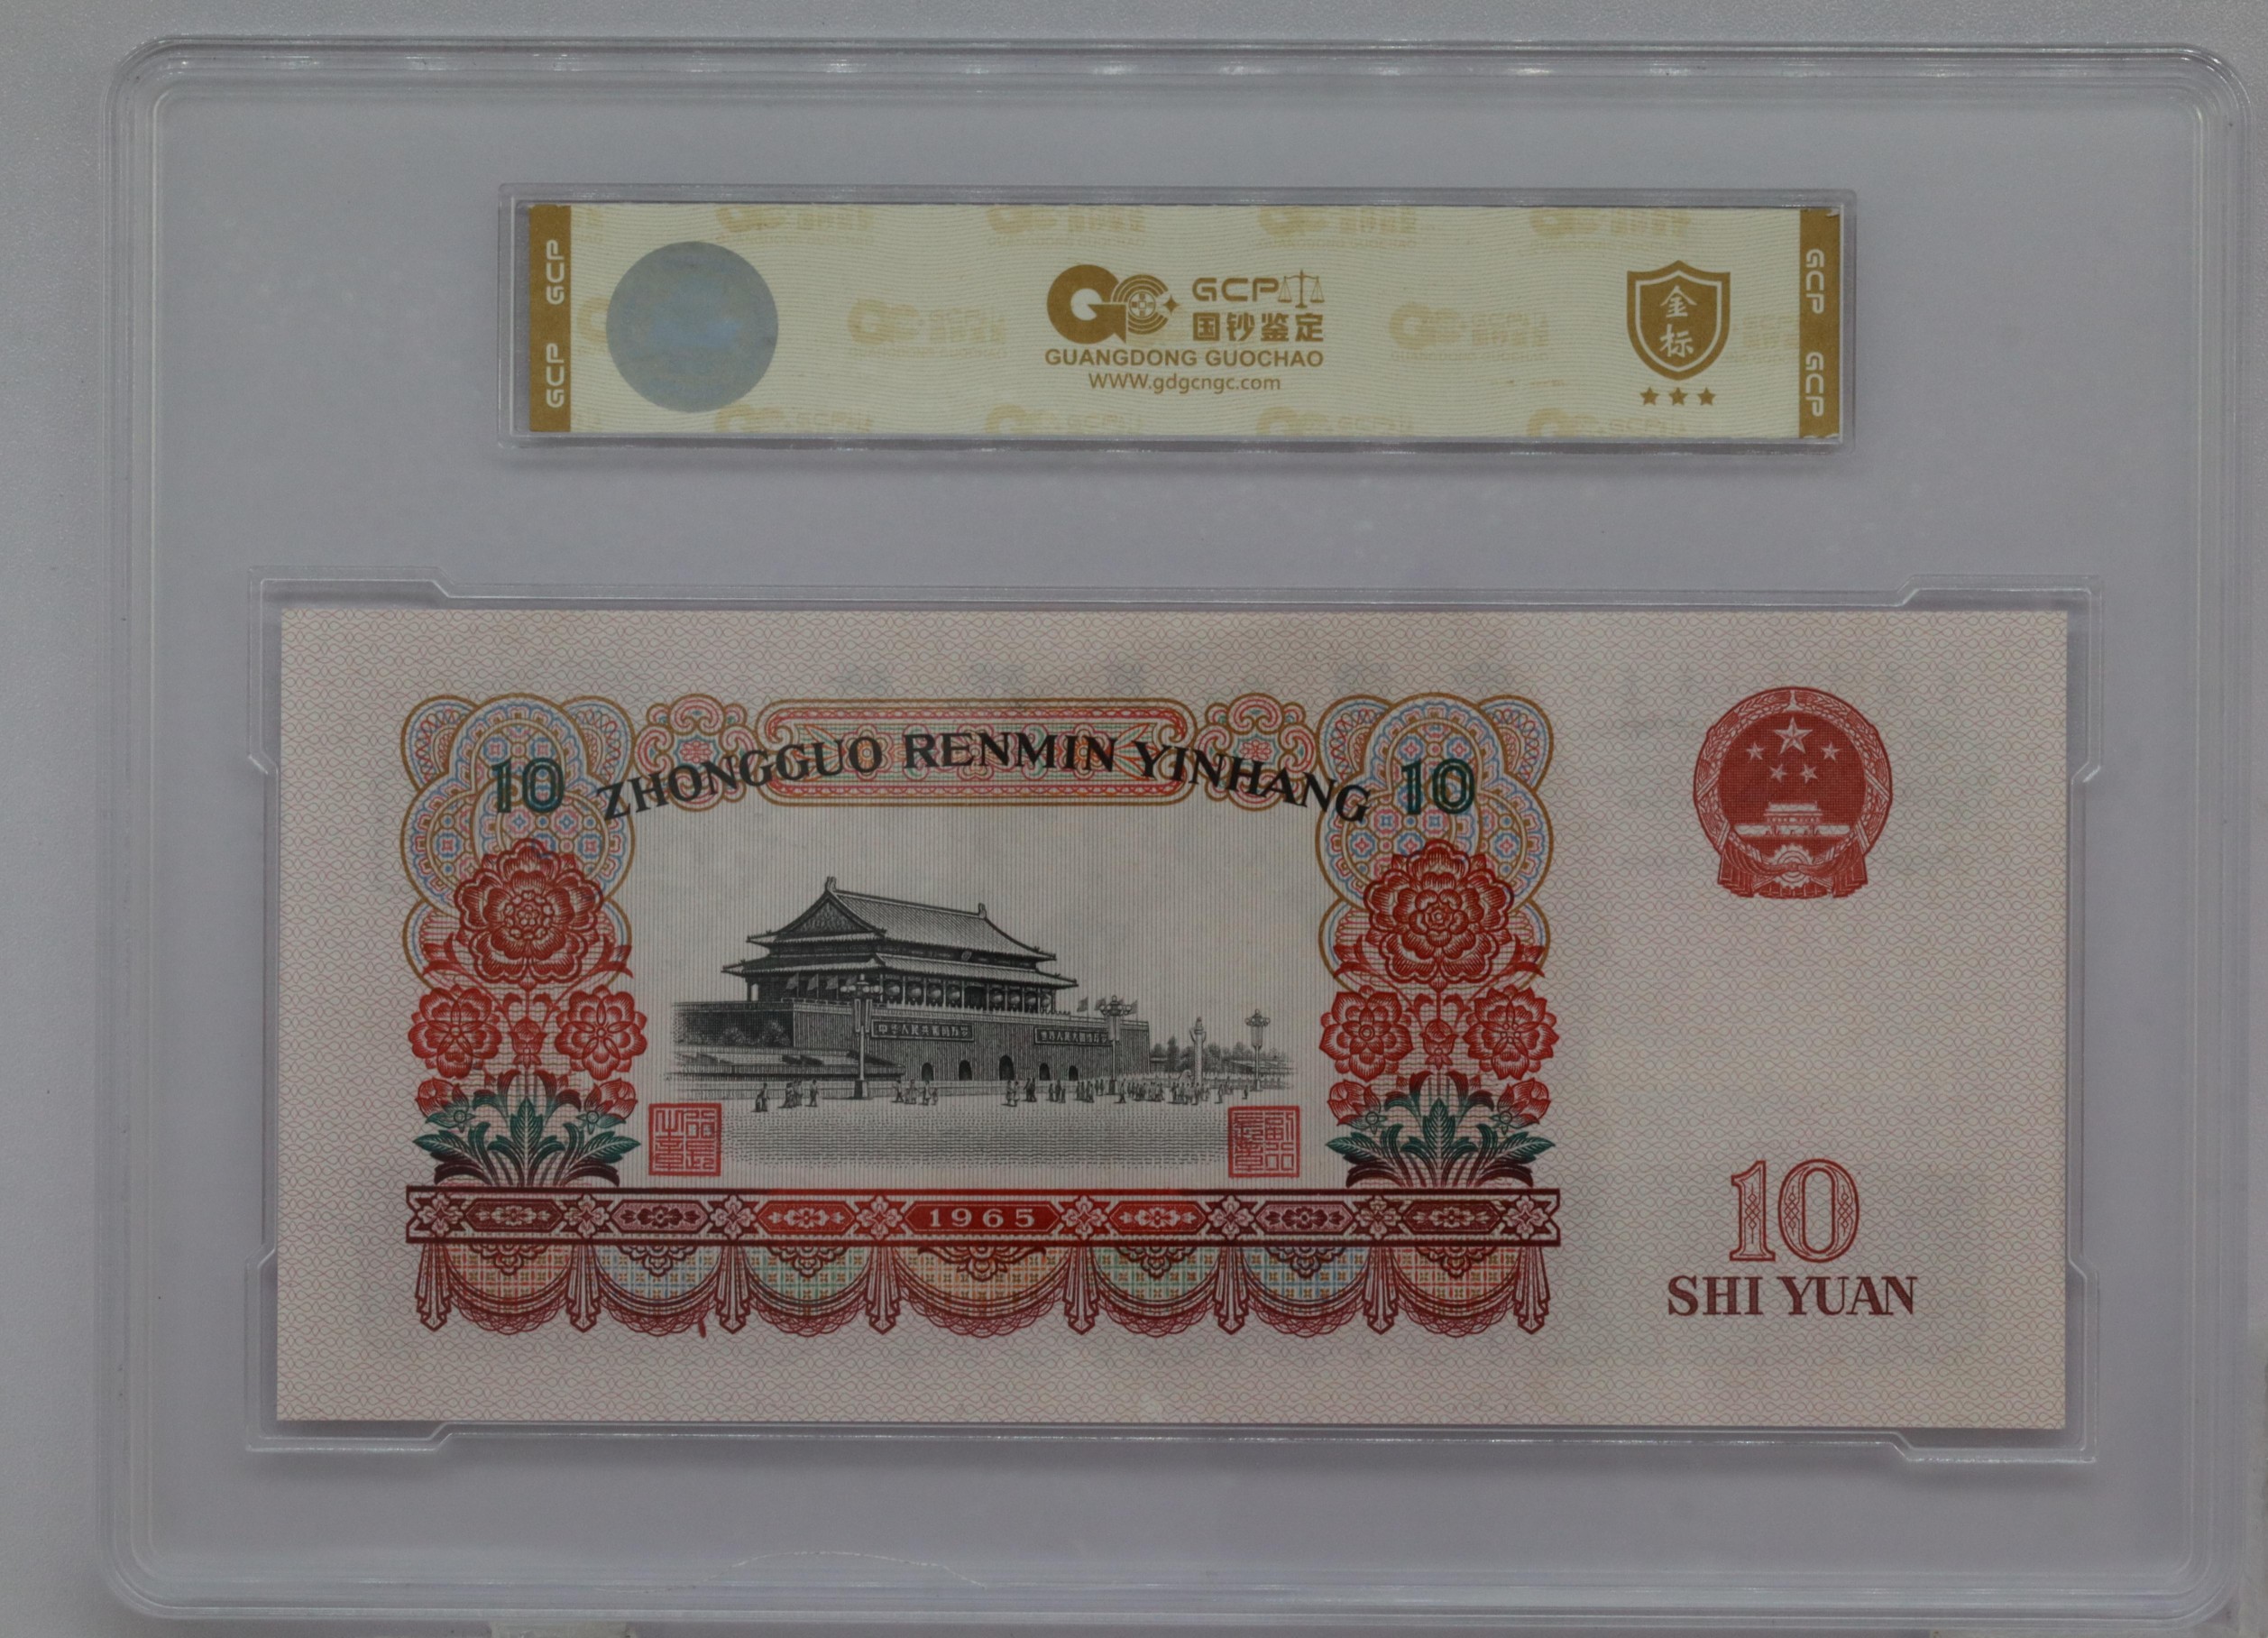 GCP GCP
GCP
国钞鉴定
GUANGDONG GUOCHAO
WWW.gdgcngc.com
金标
GCP GCP
10 ZHONGGUO RENMIN YINHANG 10
1965
10
SHI YUAN